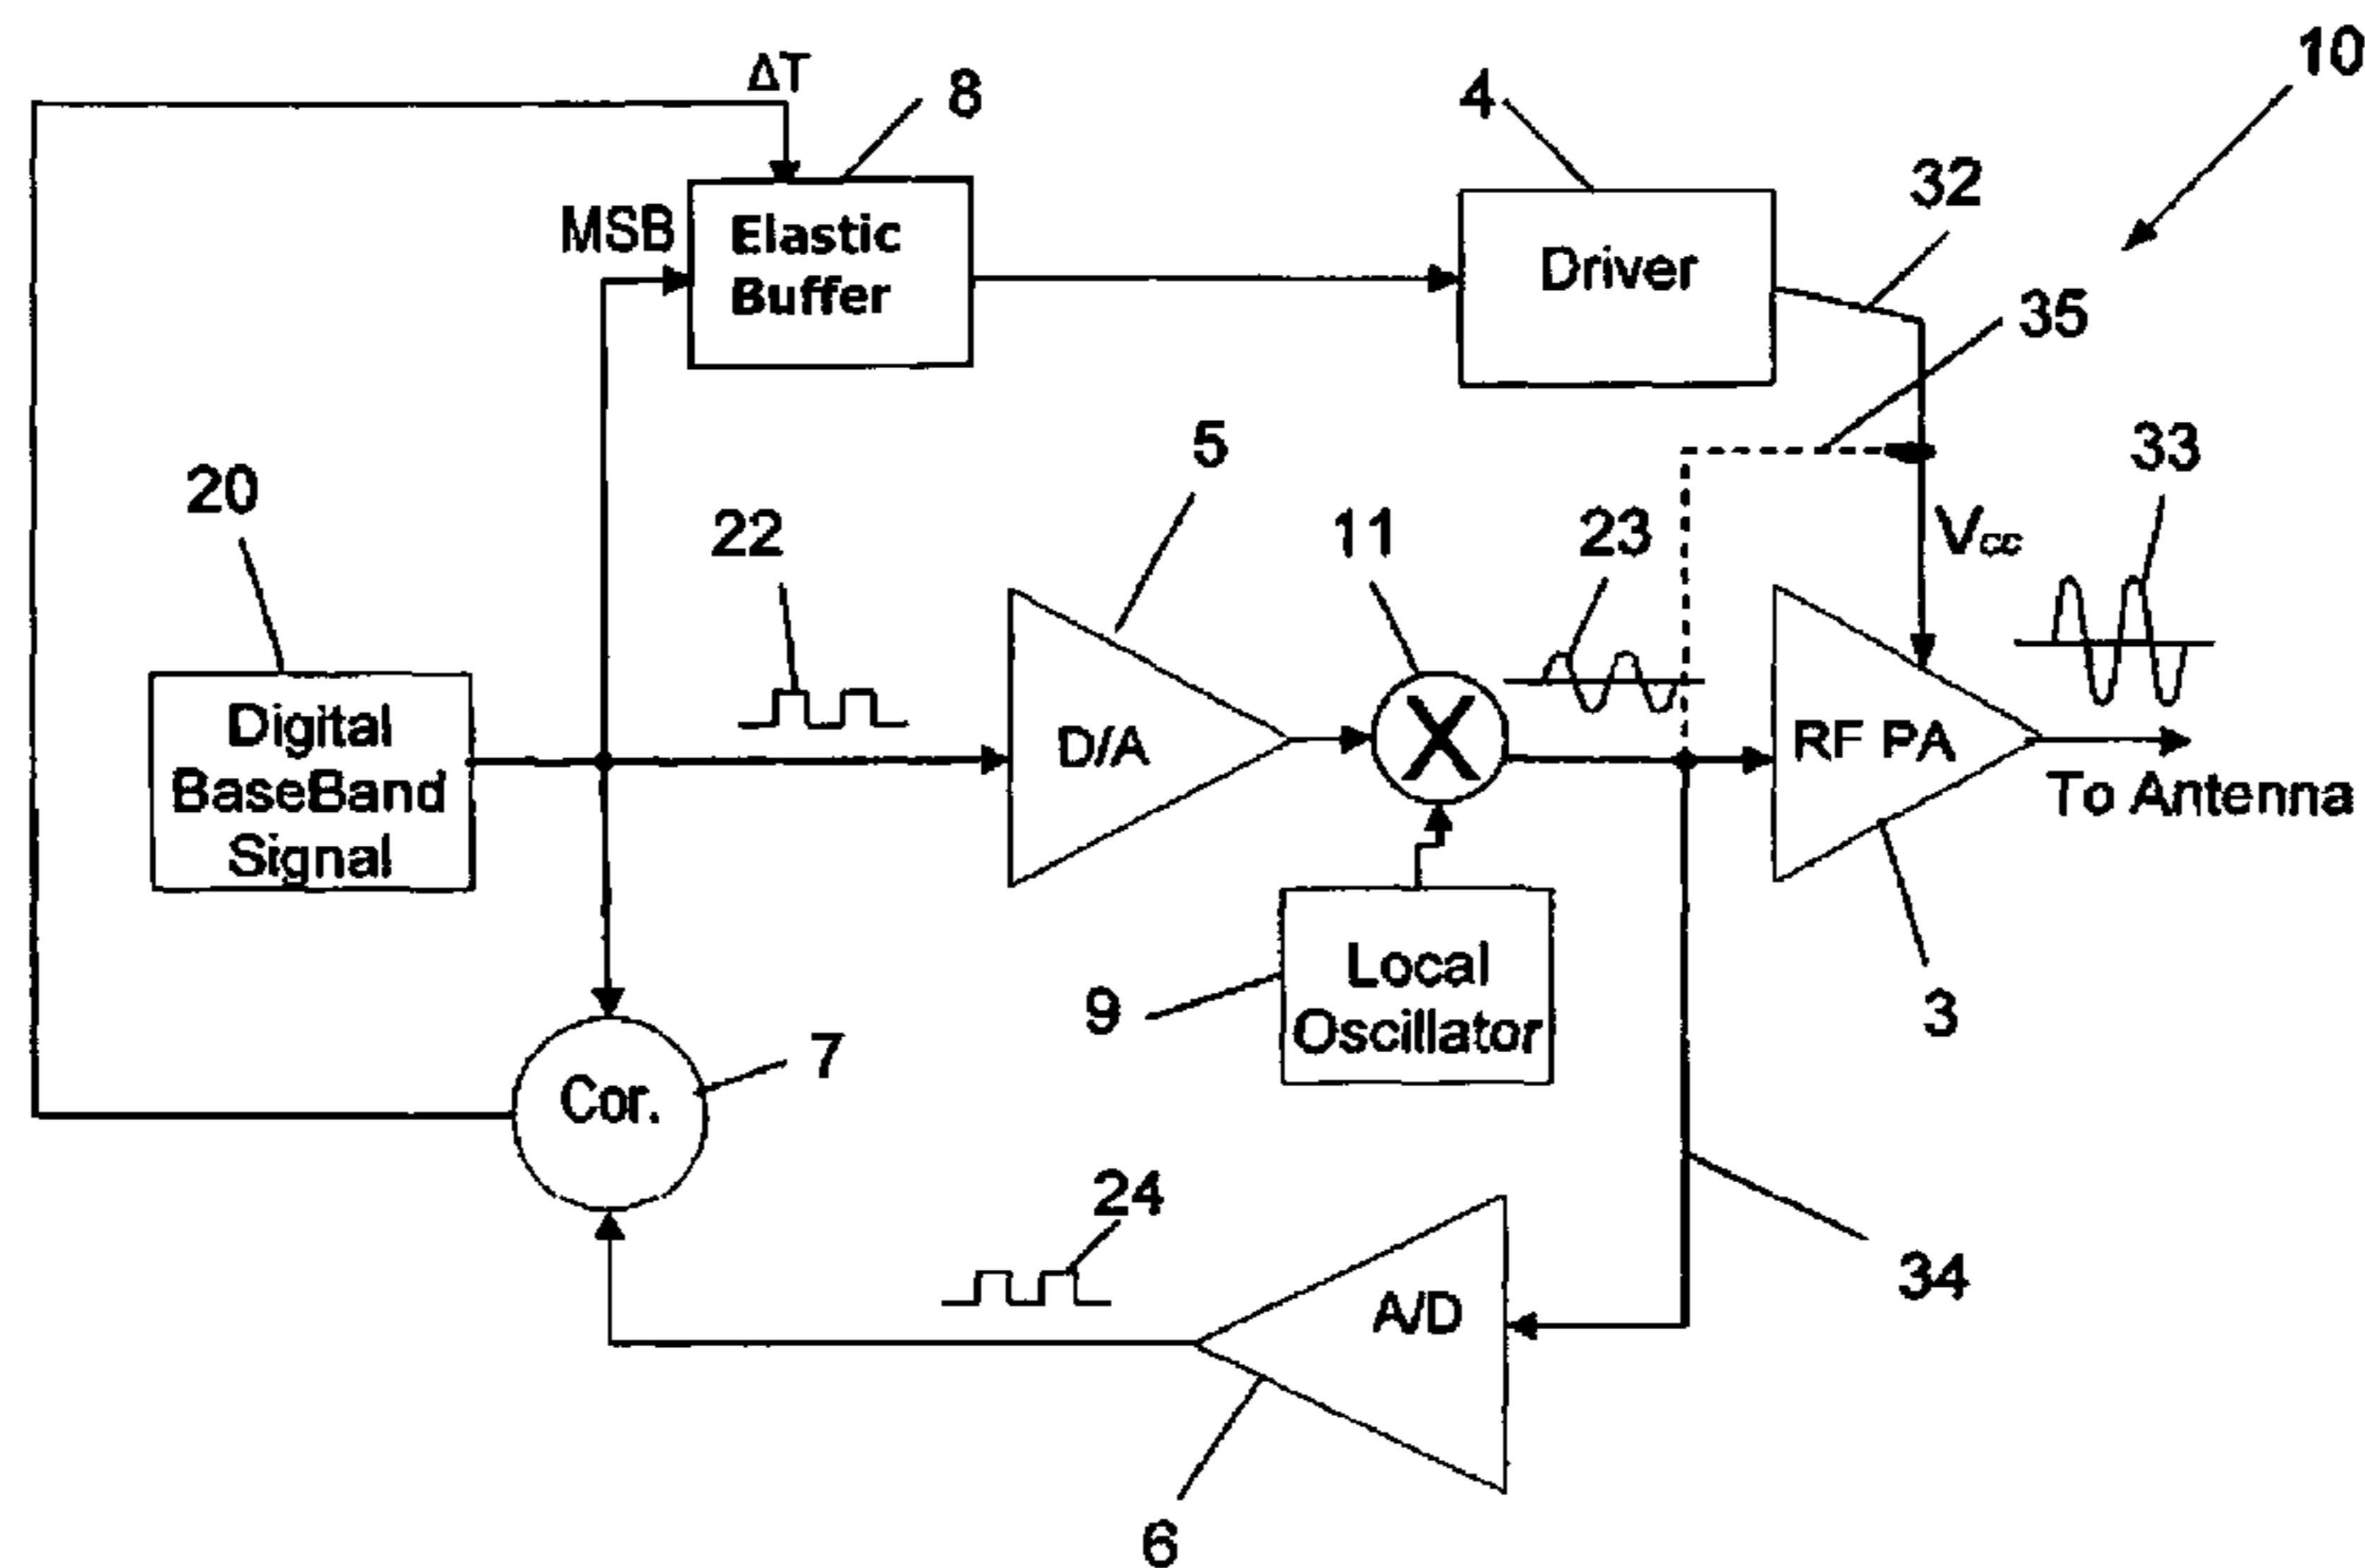 10
ΔT
8
4
MSB
Elastic
Buffer
Driver
32
35
20
22
5
11
23
33
Vcc
Digital
BaseBand
Signal
D/A
X
RF PA
To Antenna
9
Local
Oscillator
3
7
Cor.
24
A/D
34
6